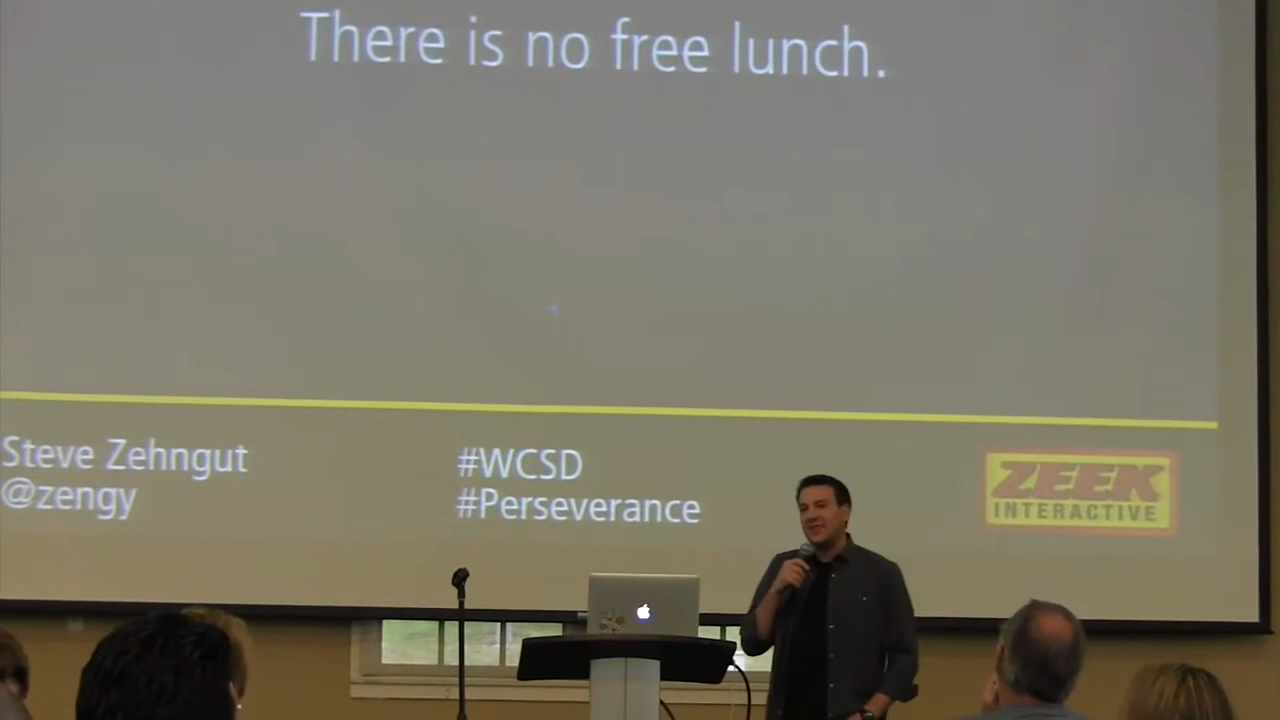 There is no free lunch.
Steve Zehngut
@zengy
#WCSD
#Perseverance
ZEEK
INTERACTIVE